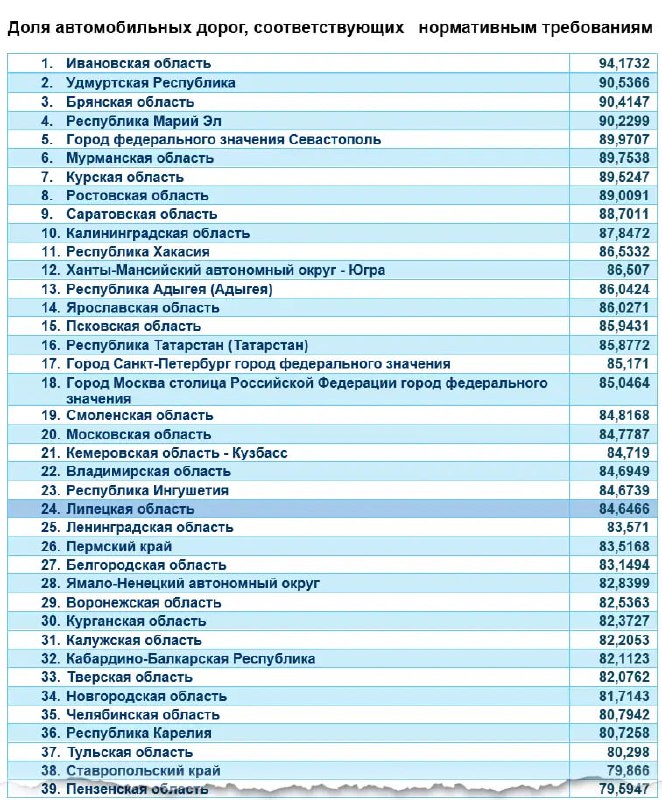 Доля автомобильных дорог, соответствующих нормативным требованиям
1. Ивановская область 94,1732
2. Удмуртская Республика 90,5366
3. Брянская область 90,4147
4. Республика Марий Эл 90,2299
5. Город федерального значения Севастополь 89,9707
6. Мурманская область 89,7538
7. Курская область 89,5247
8. Ростовская область 89,0091
9. Саратовская область 88,7011
10. Калининградская область 87,8472
11. Республика Хакасия 86,5332
12. Ханты-Мансийский автономный округ - Югра 86,507
13. Республика Адыгея (Адыгея) 86,0424
14. Ярославская область 86,0271
15. Псковская область 85,9431
16. Республика Татарстан (Татарстан) 85,8772
17. Город Санкт-Петербург город федерального значения 85,171
18. Город Москва столица Российской Федерации город федерального 85,0464
значения
19. Смоленская область 84,8168
20. Московская область 84,7787
21. Кемеровская область - Кузбасс 84,719
22. Владимирская область 84,6949
23. Республика Ингушетия 84,6739
24. Липецкая область 84,6466
25. Ленинградская область 83,571
26. Пермский край 83,5168
27. Белгородская область 83,1494
28. Ямало-Ненецкий автономный округ 82,8399
29. Воронежская область 82,5363
30. Курганская область 82,3727
31. Калужская область 82,2053
32. Кабардино-Балкарская Республика 82,1123
33. Тверская область 82,0762
34. Новгородская область 81,7143
35. Челябинская область 80,7942
36. Республика Карелия 80,7258
37. Тульская область 80,298
38. Ставропольский край 79,866
39. Пензенская область 79,5947